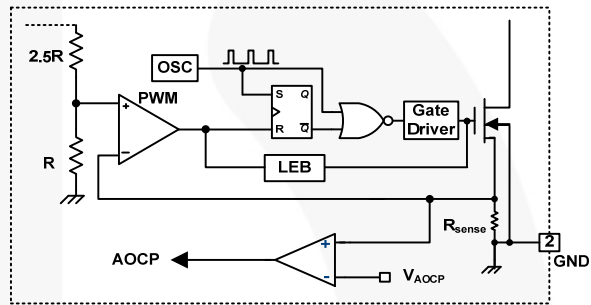 2.5R
OSC
PWM
+
−
R
S Q
R Q̅
Gate
Driver
LEB
Rsense
2
GND
AOCP
+
-
VAOCP